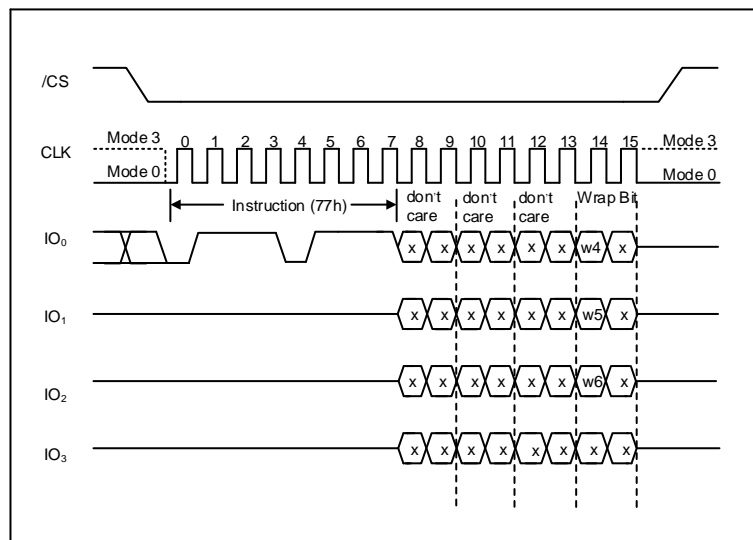 /CS
Mode 3 0 1 2 3 4 5 6 7 8 9 10 11 12 13 14 15 Mode 3
CLK
Mode 0 Mode 0
Instruction (77h) don't care don't care don't care Wrap Bit
IO0 x x x x x x w4 x
IO1 x x x x x x w5 x
IO2 x x x x x x w6 x
IO3 x x x x x x x x